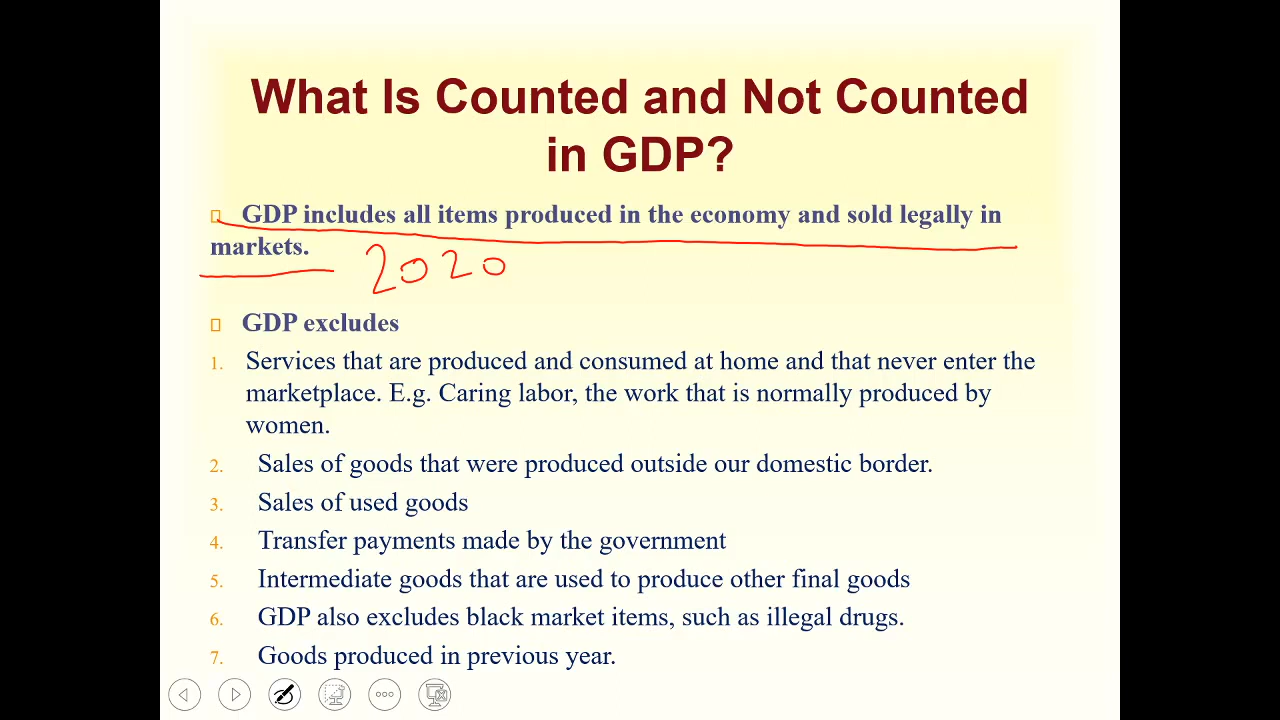 What Is Counted and Not Counted
in GDP?
GDP includes all items produced in the economy and sold legally in
markets.
2020
GDP excludes
1. Services that are produced and consumed at home and that never enter the
marketplace. E.g. Caring labor, the work that is normally produced by
women.
2. Sales of goods that were produced outside our domestic border.
3. Sales of used goods
4. Transfer payments made by the government
5. Intermediate goods that are used to produce other final goods
6. GDP also excludes black market items, such as illegal drugs.
7. Goods produced in previous year.